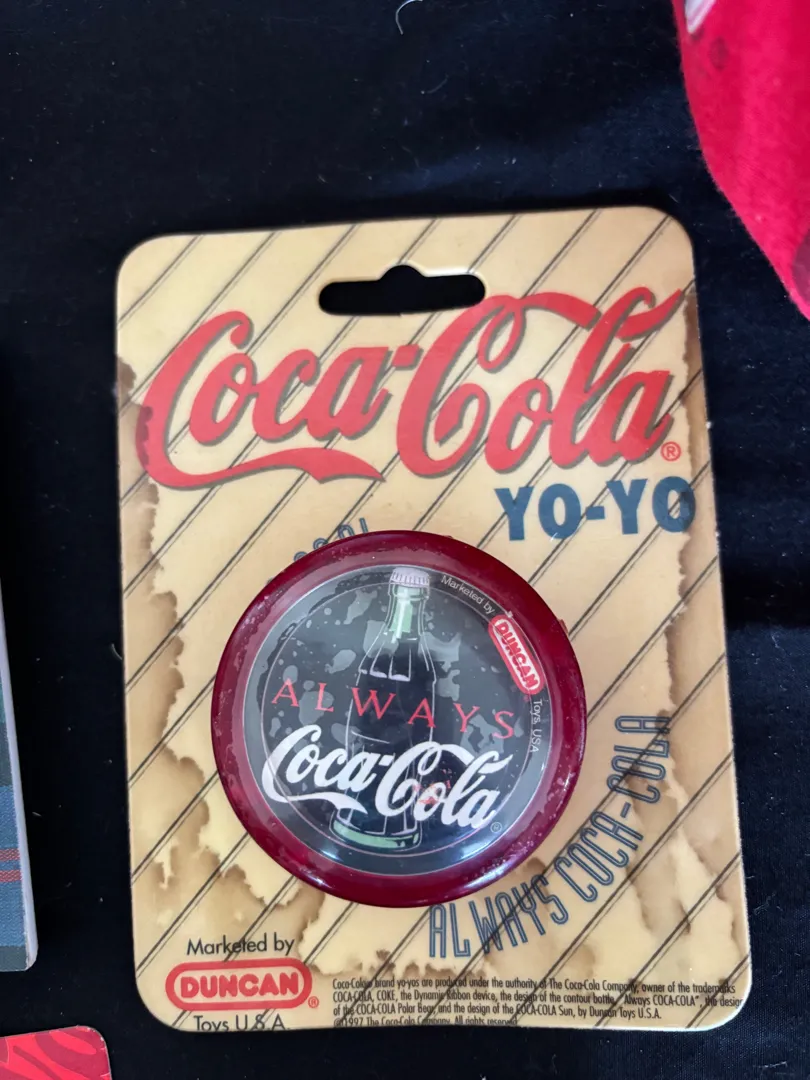 Coca-Cola®
YO-YO
Marketed by
DUNCAN
Toys, USA
ALWAYS
Coca-Cola®
ALWAYS COCA-COLA
Marketed by
DUNCAN®
Toys U.S.A.
Coca-Cola® brand yo-yos are produced under the authority of The Coca-Cola Company, owner of the trademarks
COCA-COLA, COKE, the Dynamic Ribbon device, the design of the contour bottle, "Always COCA-COLA", the design
of the COCA-COLA Polar Bear, and the design of the COCA-COLA Sun, by Duncan Toys U.S.A.
©1997 The Coca-Cola Company. All rights reserved.